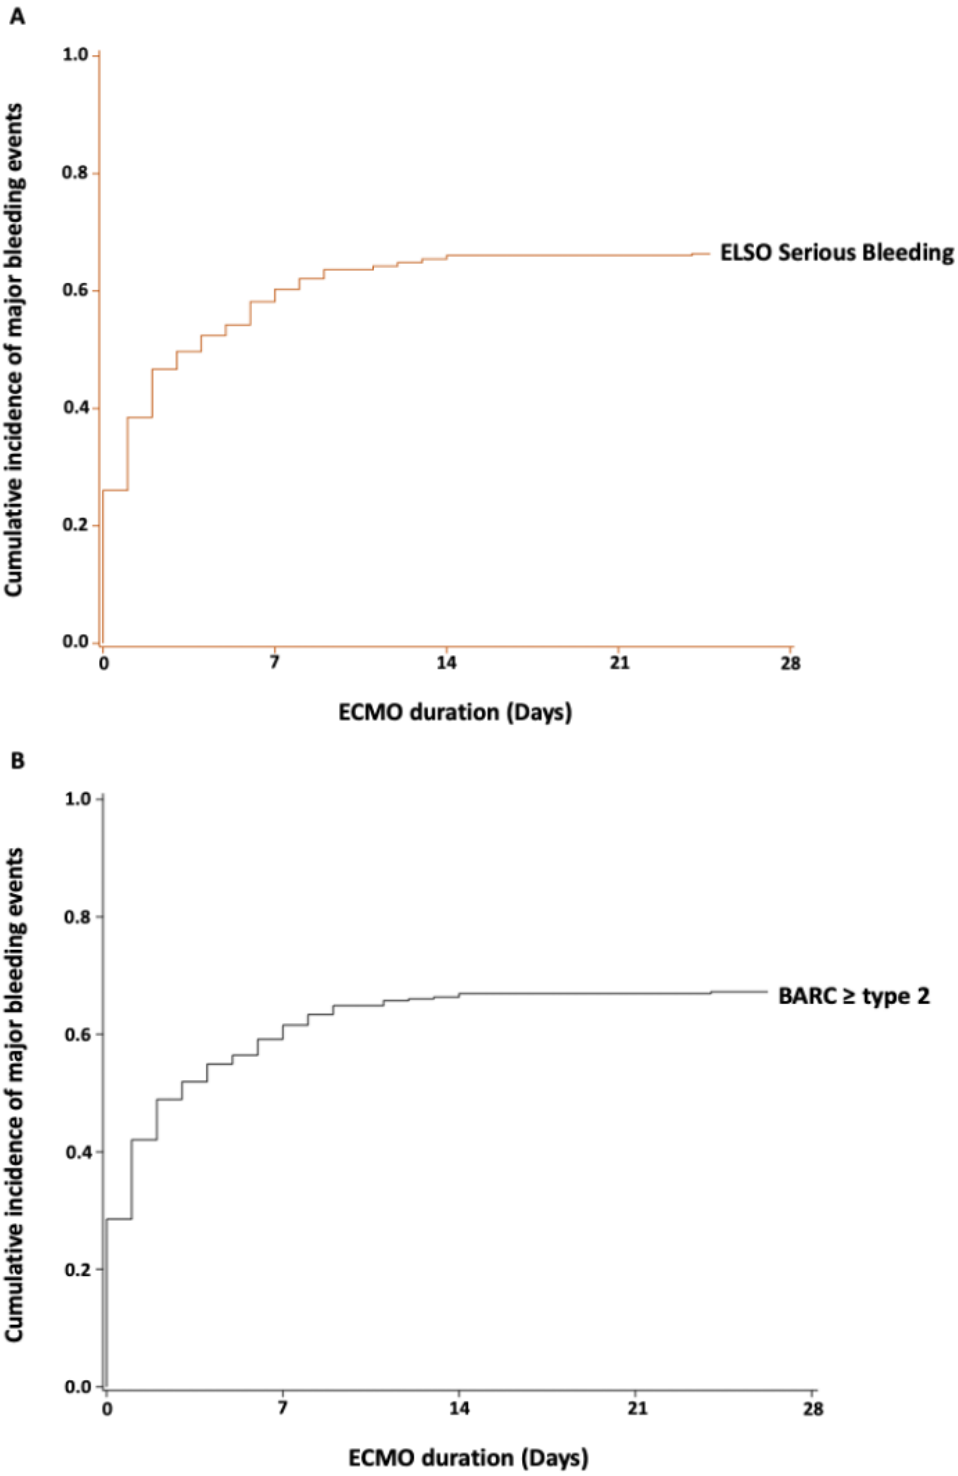 A
Cumulative incidence of major bleeding events
1.0
0.8
0.6
0.4
0.2
0.0
ELSO Serious Bleeding
0 7 14 21 28
ECMO duration (Days)
B
Cumulative incidence of major bleeding events
1.0
0.8
0.6
0.4
0.2
0.0
BARC ≥ type 2
0 7 14 21 28
ECMO duration (Days)